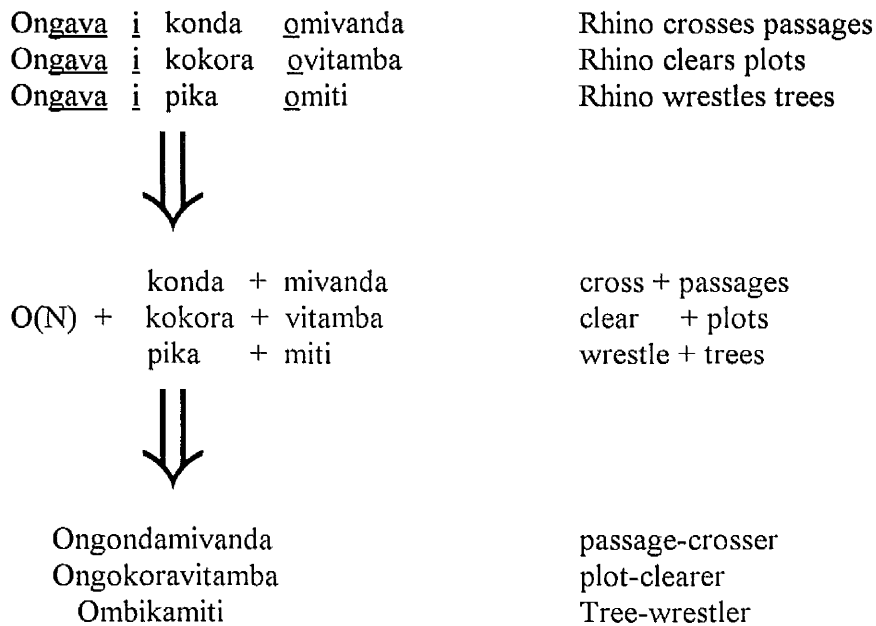 Ongava i konda omivanda Rhino crosses passages
Ongava i kokora ovitamba Rhino clears plots
Ongava i pika omiti Rhino wrestles trees
konda + mivanda cross + passages
O(N) + kokora + vitamba clear + plots
pika + miti wrestle + trees
Ongondamivanda passage-crosser
Ongokoravitamba plot-clearer
Ombikamiti Tree-wrestler